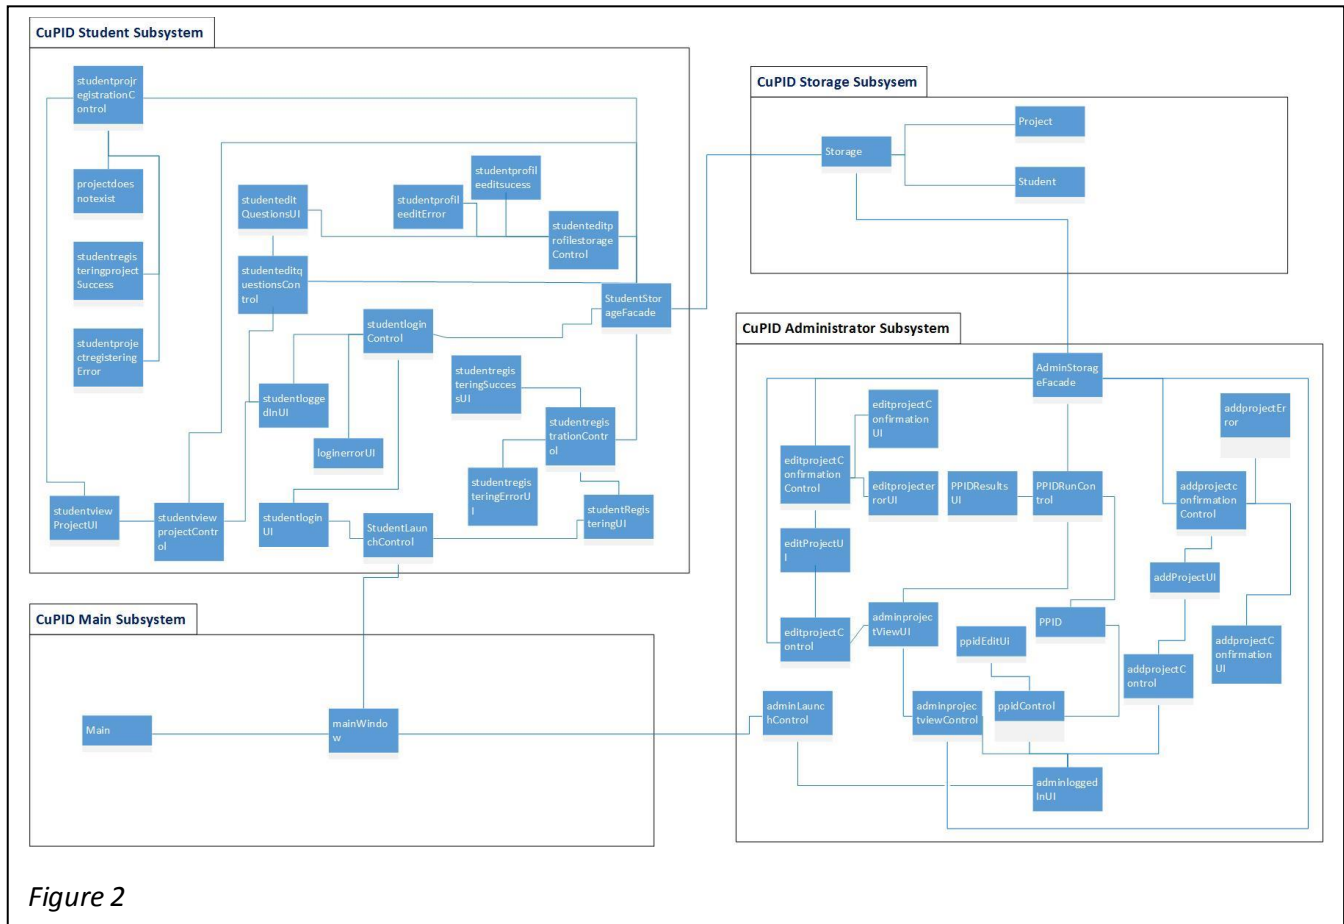 CuPID Student Subsystem
studentprojr
egistrationC
ontrol
projectdoes
notexist
studentregis
teringproject
Success
studentproje
ctregistering
Error
studentedit
QuestionsUI
studenteditq
uestionsCont
rol
studentprofil
eeditError
studentprofil
eeditsucess
studenteditp
rofilestorage
Control
StudentStor
ageFacade
studentlogin
Control
studentlogge
dInUI
loginerrorUI
studentregis
teringSucces
sUI
studentregis
trationContr
ol
studentregis
teringErrorU
I
studentRegis
teringUI
studentview
ProjectUI
studentview
projectContr
ol
studentlogin
UI
StudentLaun
chControl
CuPID Storage Subsysem
Storage
Project
Student
CuPID Administrator Subsystem
AdminStorag
eFacade
editprojectC
onfirmation
UI
editprojectC
onfirmation
Control
editprojecter
rorUI
PPIDResults
UI
PPIDRunCo
ntrol
addprojectEr
ror
addprojectc
onfirmation
Control
editProjectU
I
addProjectUI
editprojectC
ontrol
adminprojec
tViewUI
ppidEditUi
PPID
addprojectC
ontrol
addprojectC
onfirmation
UI
adminLaunc
hControl
adminprojec
tviewControl
ppidControl
adminlogged
InUI
CuPID Main Subsystem
Main
mainWindo
w
Figure 2